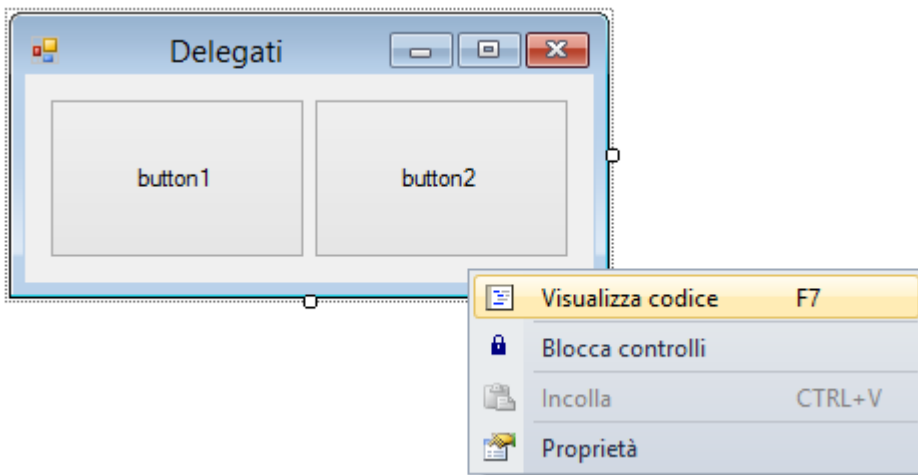 Delegati
button1
button2
Visualizza codice F7
Blocca controlli
Incolla CTRL+V
Proprietà